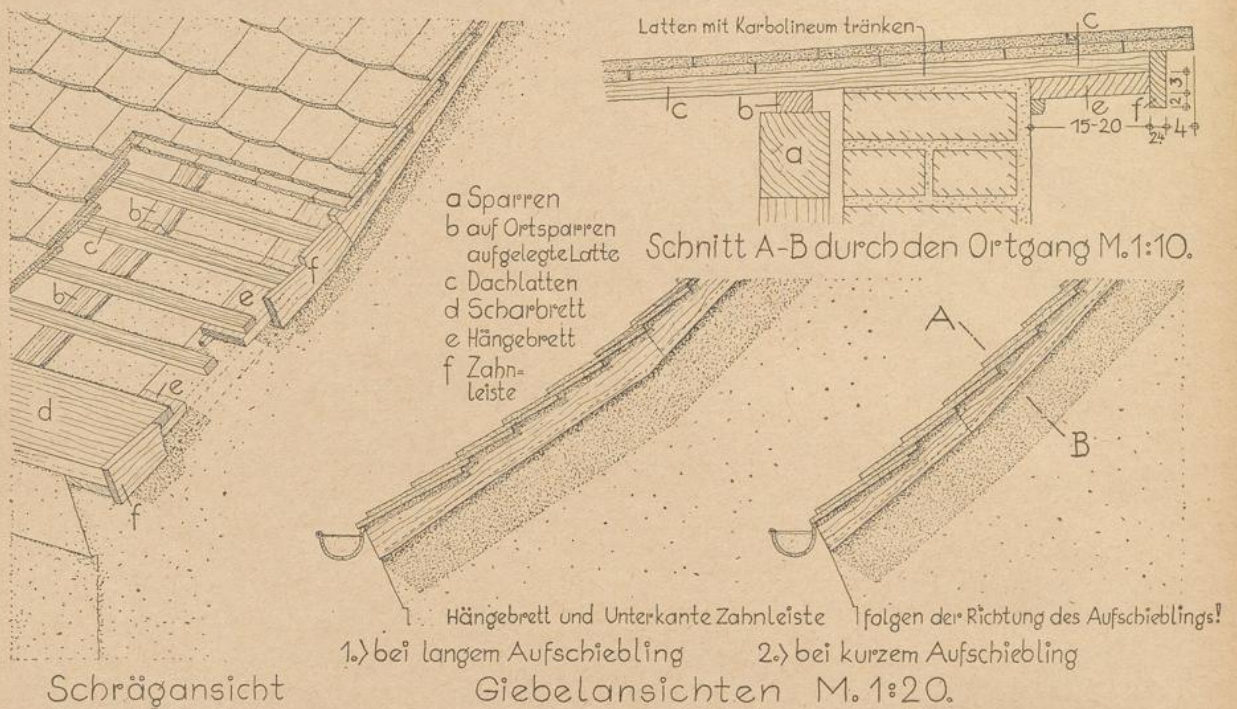 Latten mit Karbolineum tränken
c
c
b
a
e
f
15-20
2⁴
4
2
3
Schnitt A-B durch den Ortgang M. 1:10.
a Sparren
b auf Ortsparren
aufgelegte Latte
c Dachlatten
d Scharbrett
e Hängebrett
f Zahn=
leiste
b
c
b
e
f
e
d
f
A
B
Hängebrett und Unterkante Zahnleiste
folgen der Richtung des Aufschieblings!
1.) bei langem Aufschiebling
2.) bei kurzem Aufschiebling
Schrägansicht
Giebelansichten M. 1:20.